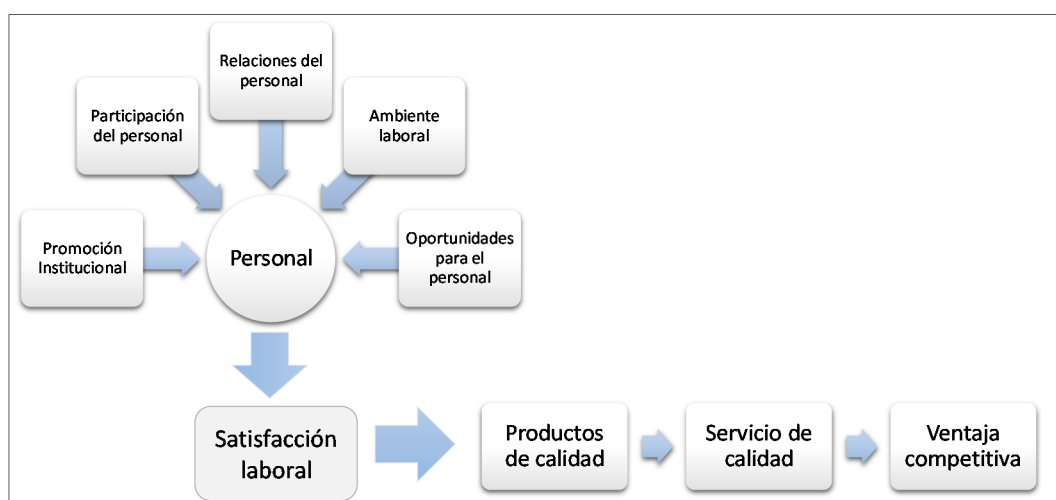 Relaciones del
personal
Participación
del personal
Ambiente
laboral
Promoción
Institucional
Personal
Oportunidades
para el
personal
Satisfacción
laboral
Productos
de calidad
Servicio de
calidad
Ventaja
competitiva